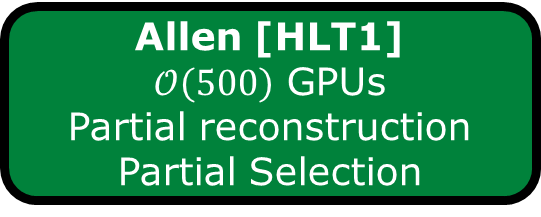 Allen [HLT1]
𝒪(500) GPUs
Partial reconstruction
Partial Selection